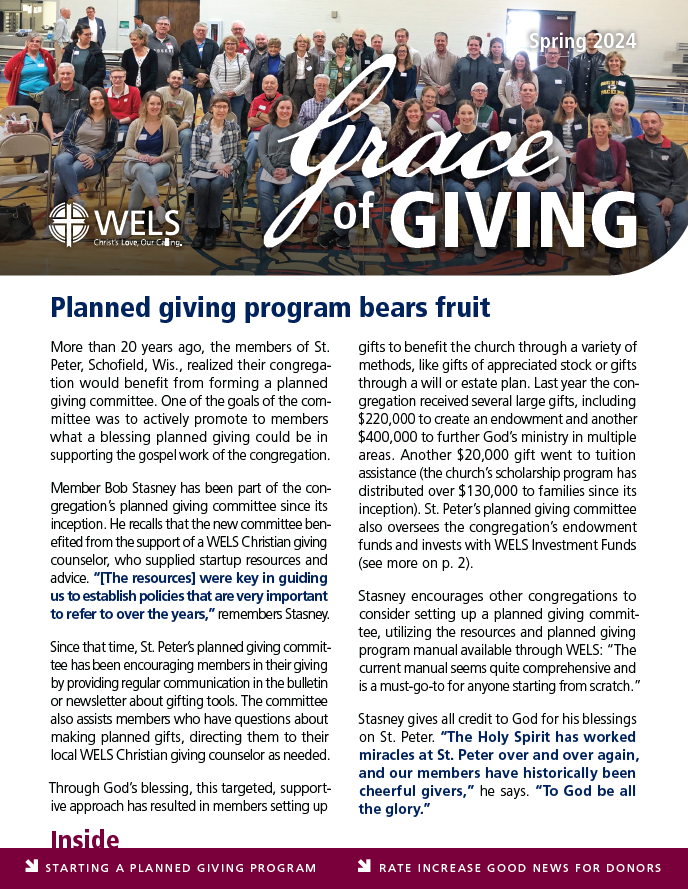 Spring 2024
Grace
of GIVING
WELS
Christ's Love, Our Calling.
Planned giving program bears fruit
More than 20 years ago, the members of St.
Peter, Schofield, Wis., realized their congrega-
tion would benefit from forming a planned
giving committee. One of the goals of the com-
mittee was to actively promote to members
what a blessing planned giving could be in
supporting the gospel work of the congregation.
Member Bob Stasney has been part of the con-
gregation's planned giving committee since its
inception. He recalls that the new committee ben-
efited from the support of a WELS Christian giving
counselor, who supplied startup resources and
advice. “[The resources] were key in guiding
us to establish policies that are very important
to refer to over the years,” remembers Stasney.
Since that time, St. Peter's planned giving commit-
tee has been encouraging members in their giving
by providing regular communication in the bulletin
or newsletter about gifting tools. The committee
also assists members who have questions about
making planned gifts, directing them to their
local WELS Christian giving counselor as needed.
Through God's blessing, this targeted, support-
ive approach has resulted in members setting up
gifts to benefit the church through a variety of
methods, like gifts of appreciated stock or gifts
through a will or estate plan. Last year the con-
gregation received several large gifts, including
$220,000 to create an endowment and another
$400,000 to further God's ministry in multiple
areas. Another $20,000 gift went to tuition
assistance (the church's scholarship program has
distributed over $130,000 to families since its
inception). St. Peter's planned giving committee
also oversees the congregation's endowment
funds and invests with WELS Investment Funds
(see more on p. 2).
Stasney encourages other congregations to
consider setting up a planned giving commit-
tee, utilizing the resources and planned giving
program manual available through WELS: “The
current manual seems quite comprehensive and
is a must-go-to for anyone starting from scratch.”
Stasney gives all credit to God for his blessings
on St. Peter. “The Holy Spirit has worked
miracles at St. Peter over and over again,
and our members have historically been
cheerful givers,” he says. “To God be all
the glory.”
Inside
STARTING A PLANNED GIVING PROGRAM
RATE INCREASE GOOD NEWS FOR DONORS